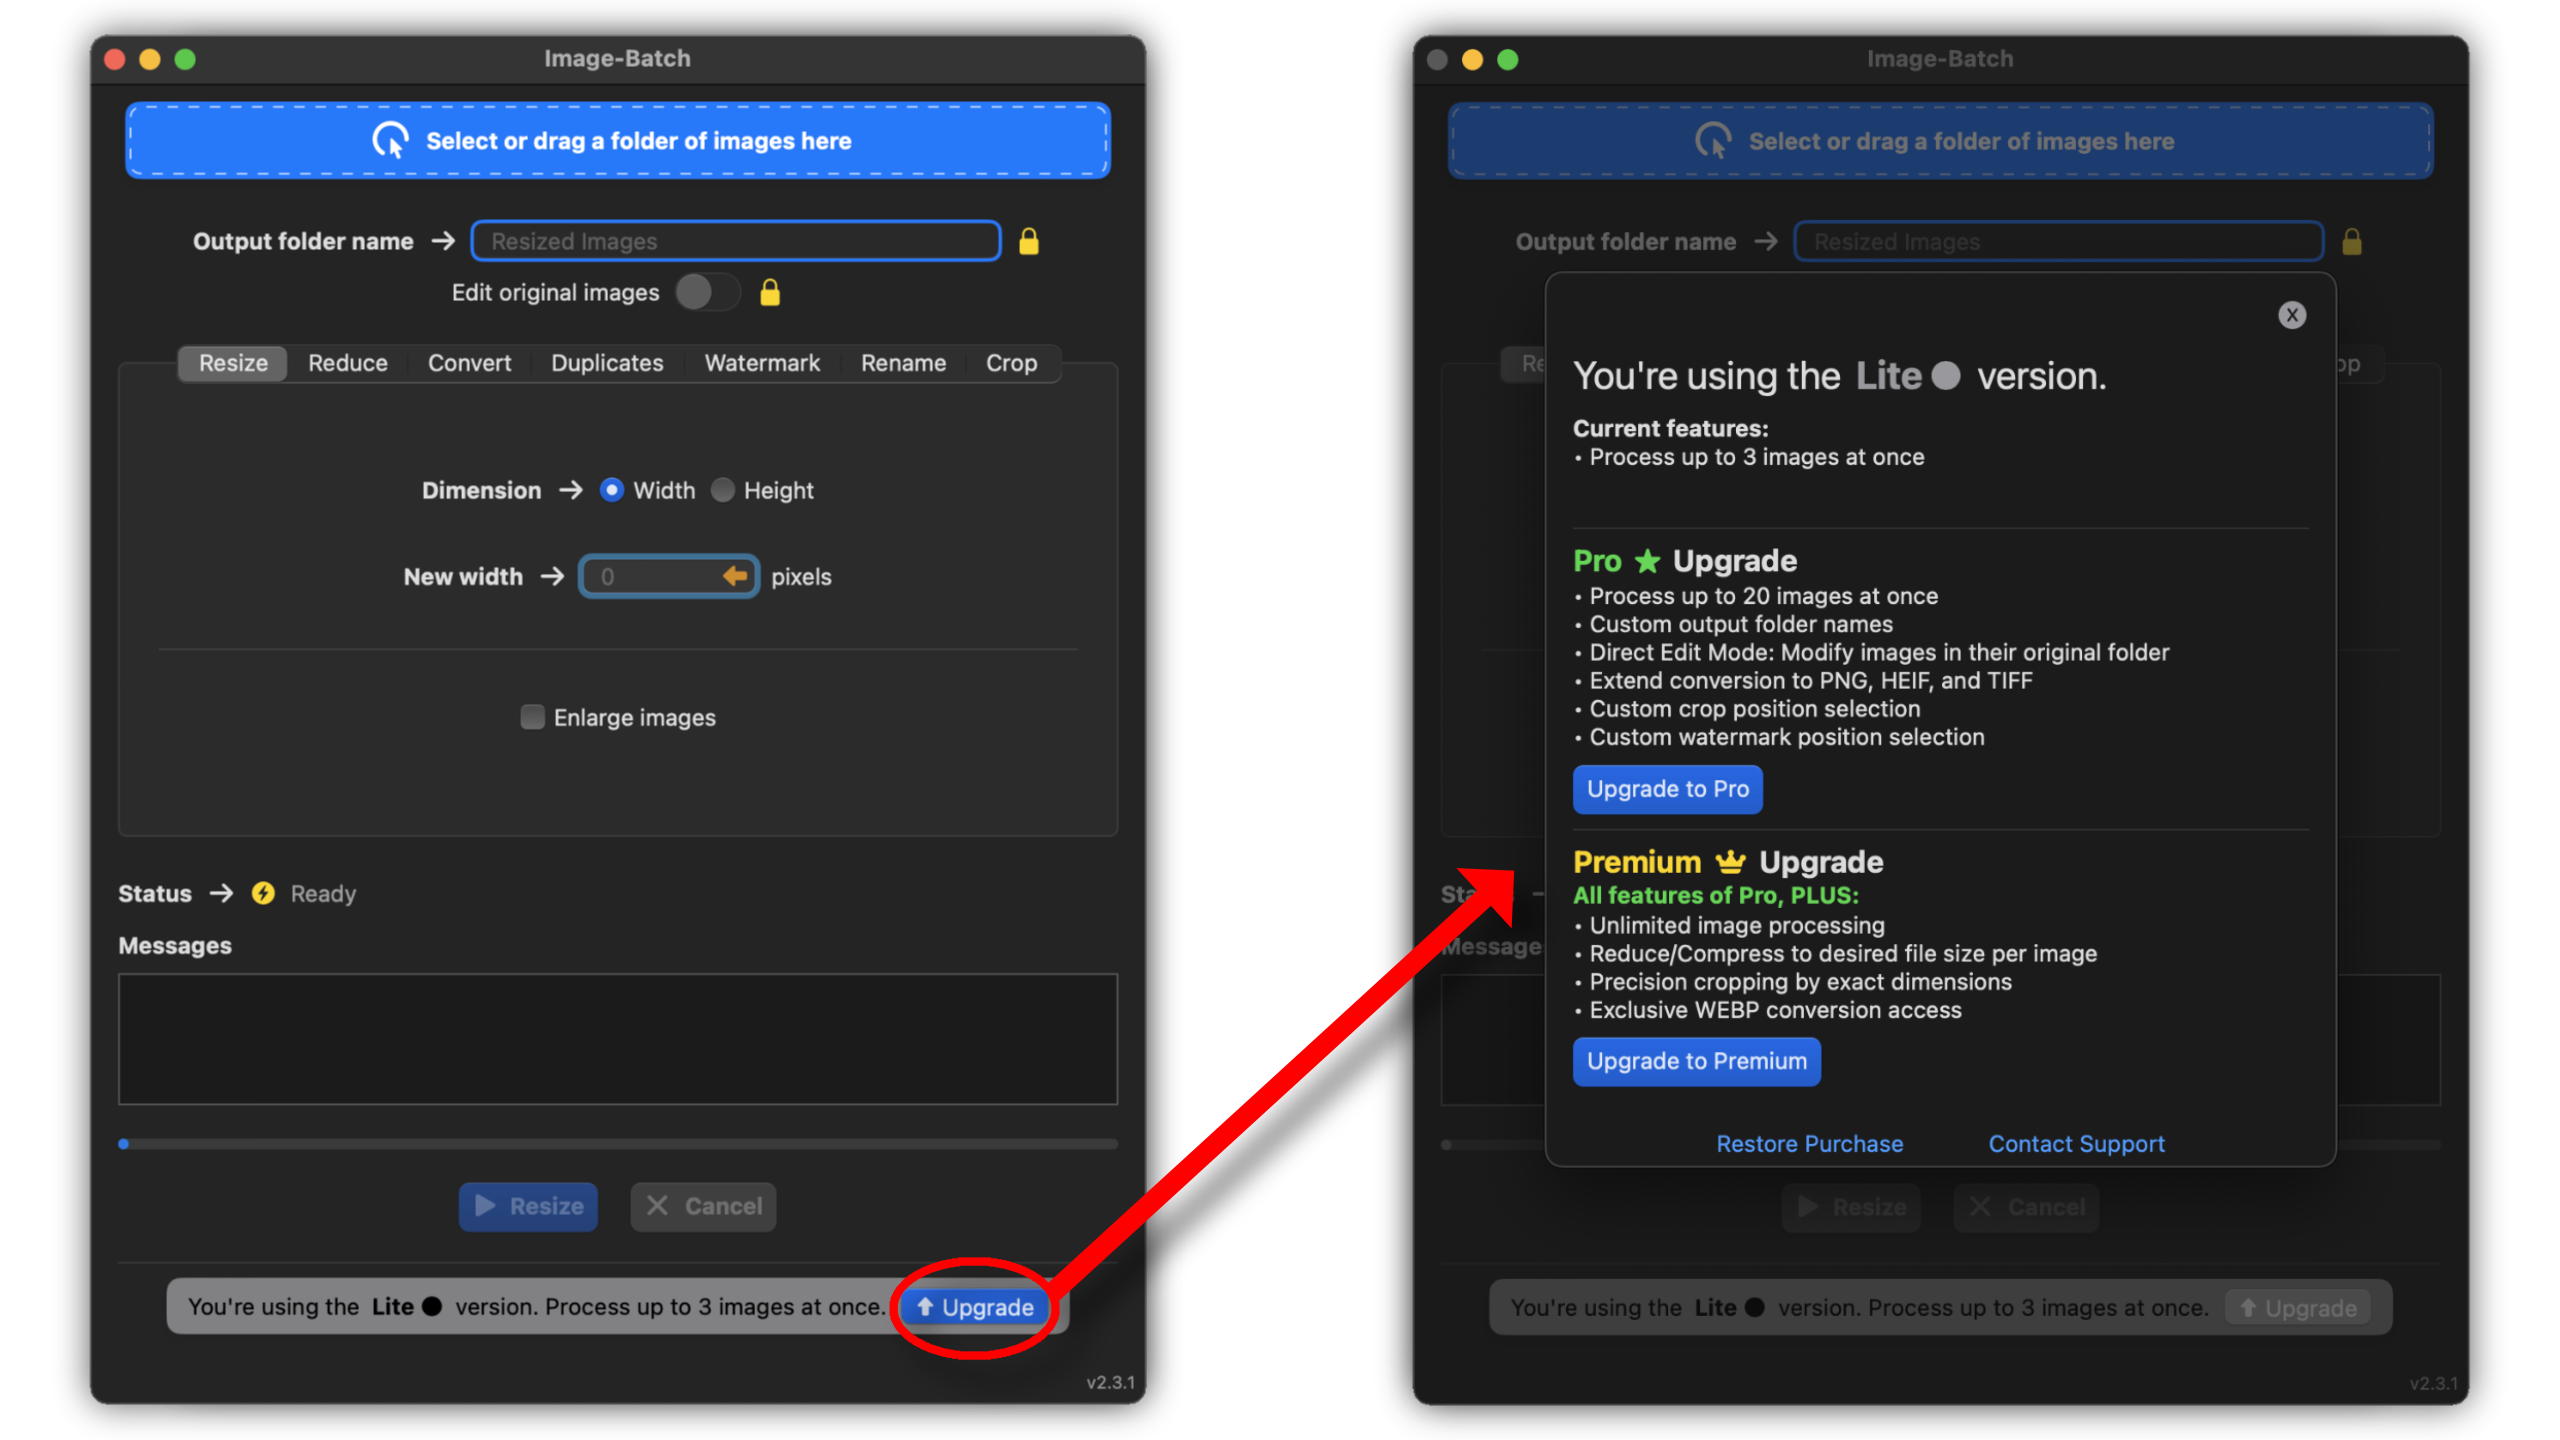 Image-Batch
Select or drag a folder of images here
Output folder name → Resized Images
Edit original images
Resize Reduce Convert Duplicates Watermark Rename Crop
Dimension → Width Height
New width → 0 pixels
Enlarge images
Status → Ready
Messages
Resize Cancel
You're using the Lite version. Process up to 3 images at once. Upgrade
v2.3.1
Image-Batch
Select or drag a folder of images here
Output folder name → Resized Images
X
You're using the Lite version.
Current features:
• Process up to 3 images at once
Pro Upgrade
• Process up to 20 images at once
• Custom output folder names
• Direct Edit Mode: Modify images in their original folder
• Extend conversion to PNG, HEIF, and TIFF
• Custom crop position selection
• Custom watermark position selection
Upgrade to Pro
Premium Upgrade
All features of Pro, PLUS:
• Unlimited image processing
• Reduce/Compress to desired file size per image
• Precision cropping by exact dimensions
• Exclusive WEBP conversion access
Upgrade to Premium
Restore Purchase Contact Support
Resize Cancel
You're using the Lite version. Process up to 3 images at once. Upgrade
v2.3.1